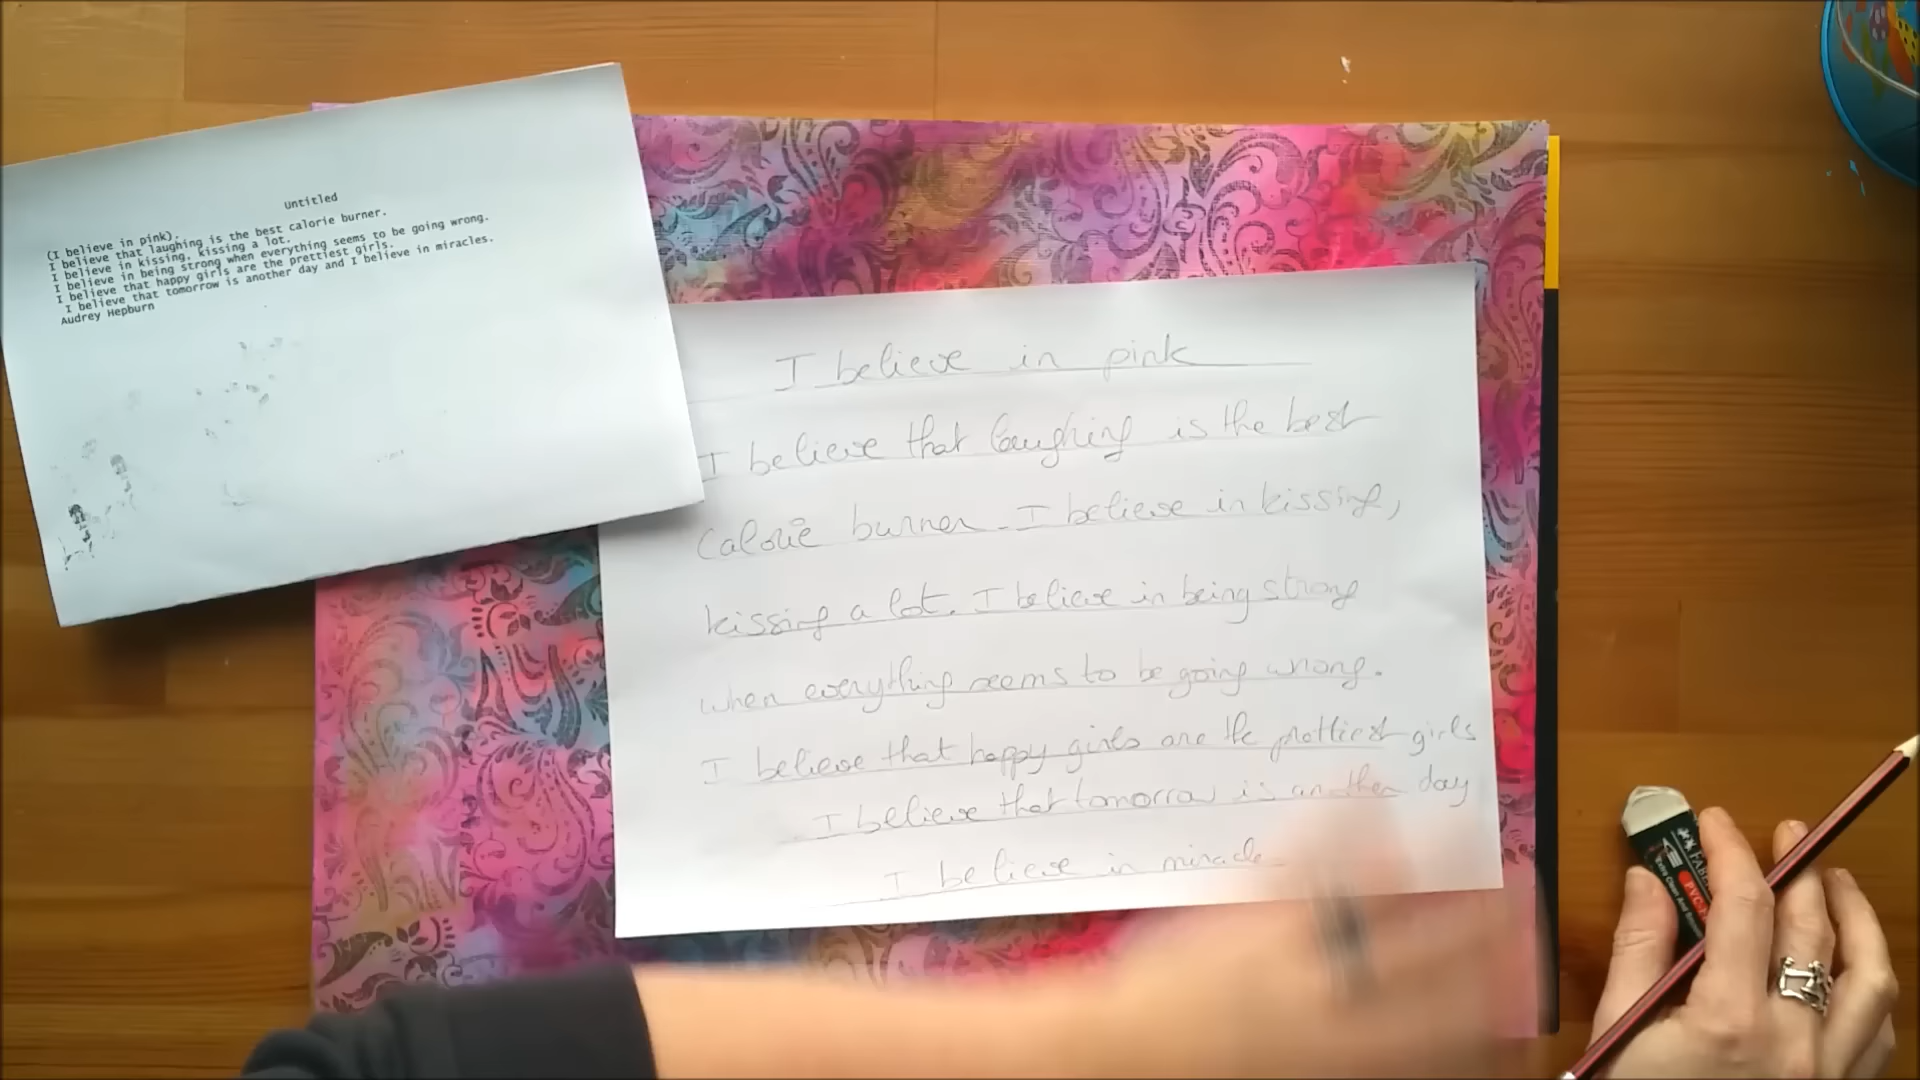 Untitled
(I believe in pink).
I believe that laughing is the best calorie burner.
I believe in kissing, kissing a lot.
I believe in being strong when everything seems to be going wrong.
I believe that happy girls are the prettiest girls.
I believe that tomorrow is another day and I believe in miracles.
Audrey Hepburn
I believe in pink
I believe that laughing is the best
Calorie burner. I believe in kissing,
kissing a lot. I believe in being strong
when everything seems to be going wrong.
I believe that happy girls are the prettiest girls
I believe that tomorrow is another day
I believe in miracle
PVC-